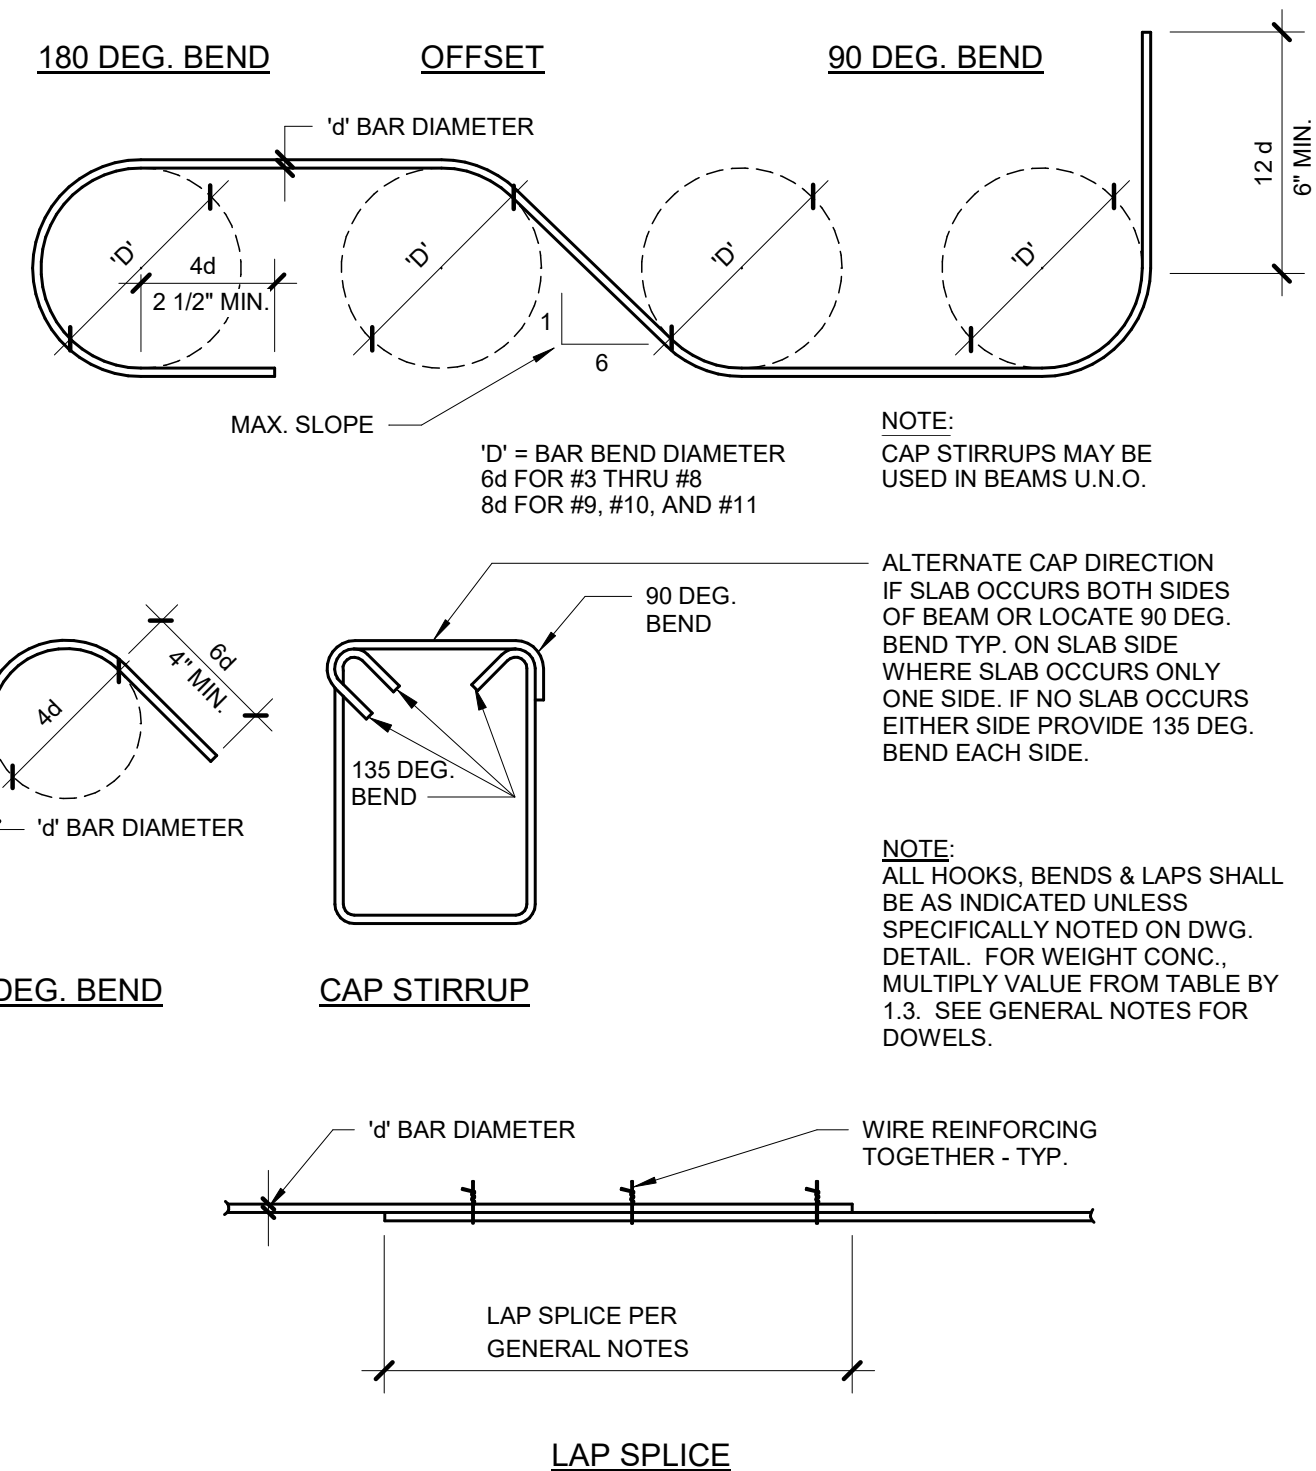 180 DEG. BEND
OFFSET
90 DEG. BEND
'd' BAR DIAMETER
12 d
6" MIN.
'D'
'D'
'D'
'D'
4d
2 1/2" MIN.
1
6
MAX. SLOPE
'D' = BAR BEND DIAMETER
6d FOR #3 THRU #8
8d FOR #9, #10, AND #11
NOTE:
CAP STIRRUPS MAY BE
USED IN BEAMS U.N.O.
6d
4" MIN.
4d
'd' BAR DIAMETER
DEG. BEND
90 DEG.
BEND
135 DEG.
BEND
CAP STIRRUP
ALTERNATE CAP DIRECTION
IF SLAB OCCURS BOTH SIDES
OF BEAM OR LOCATE 90 DEG.
BEND TYP. ON SLAB SIDE
WHERE SLAB OCCURS ONLY
ONE SIDE. IF NO SLAB OCCURS
EITHER SIDE PROVIDE 135 DEG.
BEND EACH SIDE.
NOTE:
ALL HOOKS, BENDS & LAPS SHALL
BE AS INDICATED UNLESS
SPECIFICALLY NOTED ON DWG.
DETAIL. FOR WEIGHT CONC.,
MULTIPLY VALUE FROM TABLE BY
1.3. SEE GENERAL NOTES FOR
DOWELS.
'd' BAR DIAMETER
WIRE REINFORCING
TOGETHER - TYP.
LAP SPLICE PER
GENERAL NOTES
LAP SPLICE